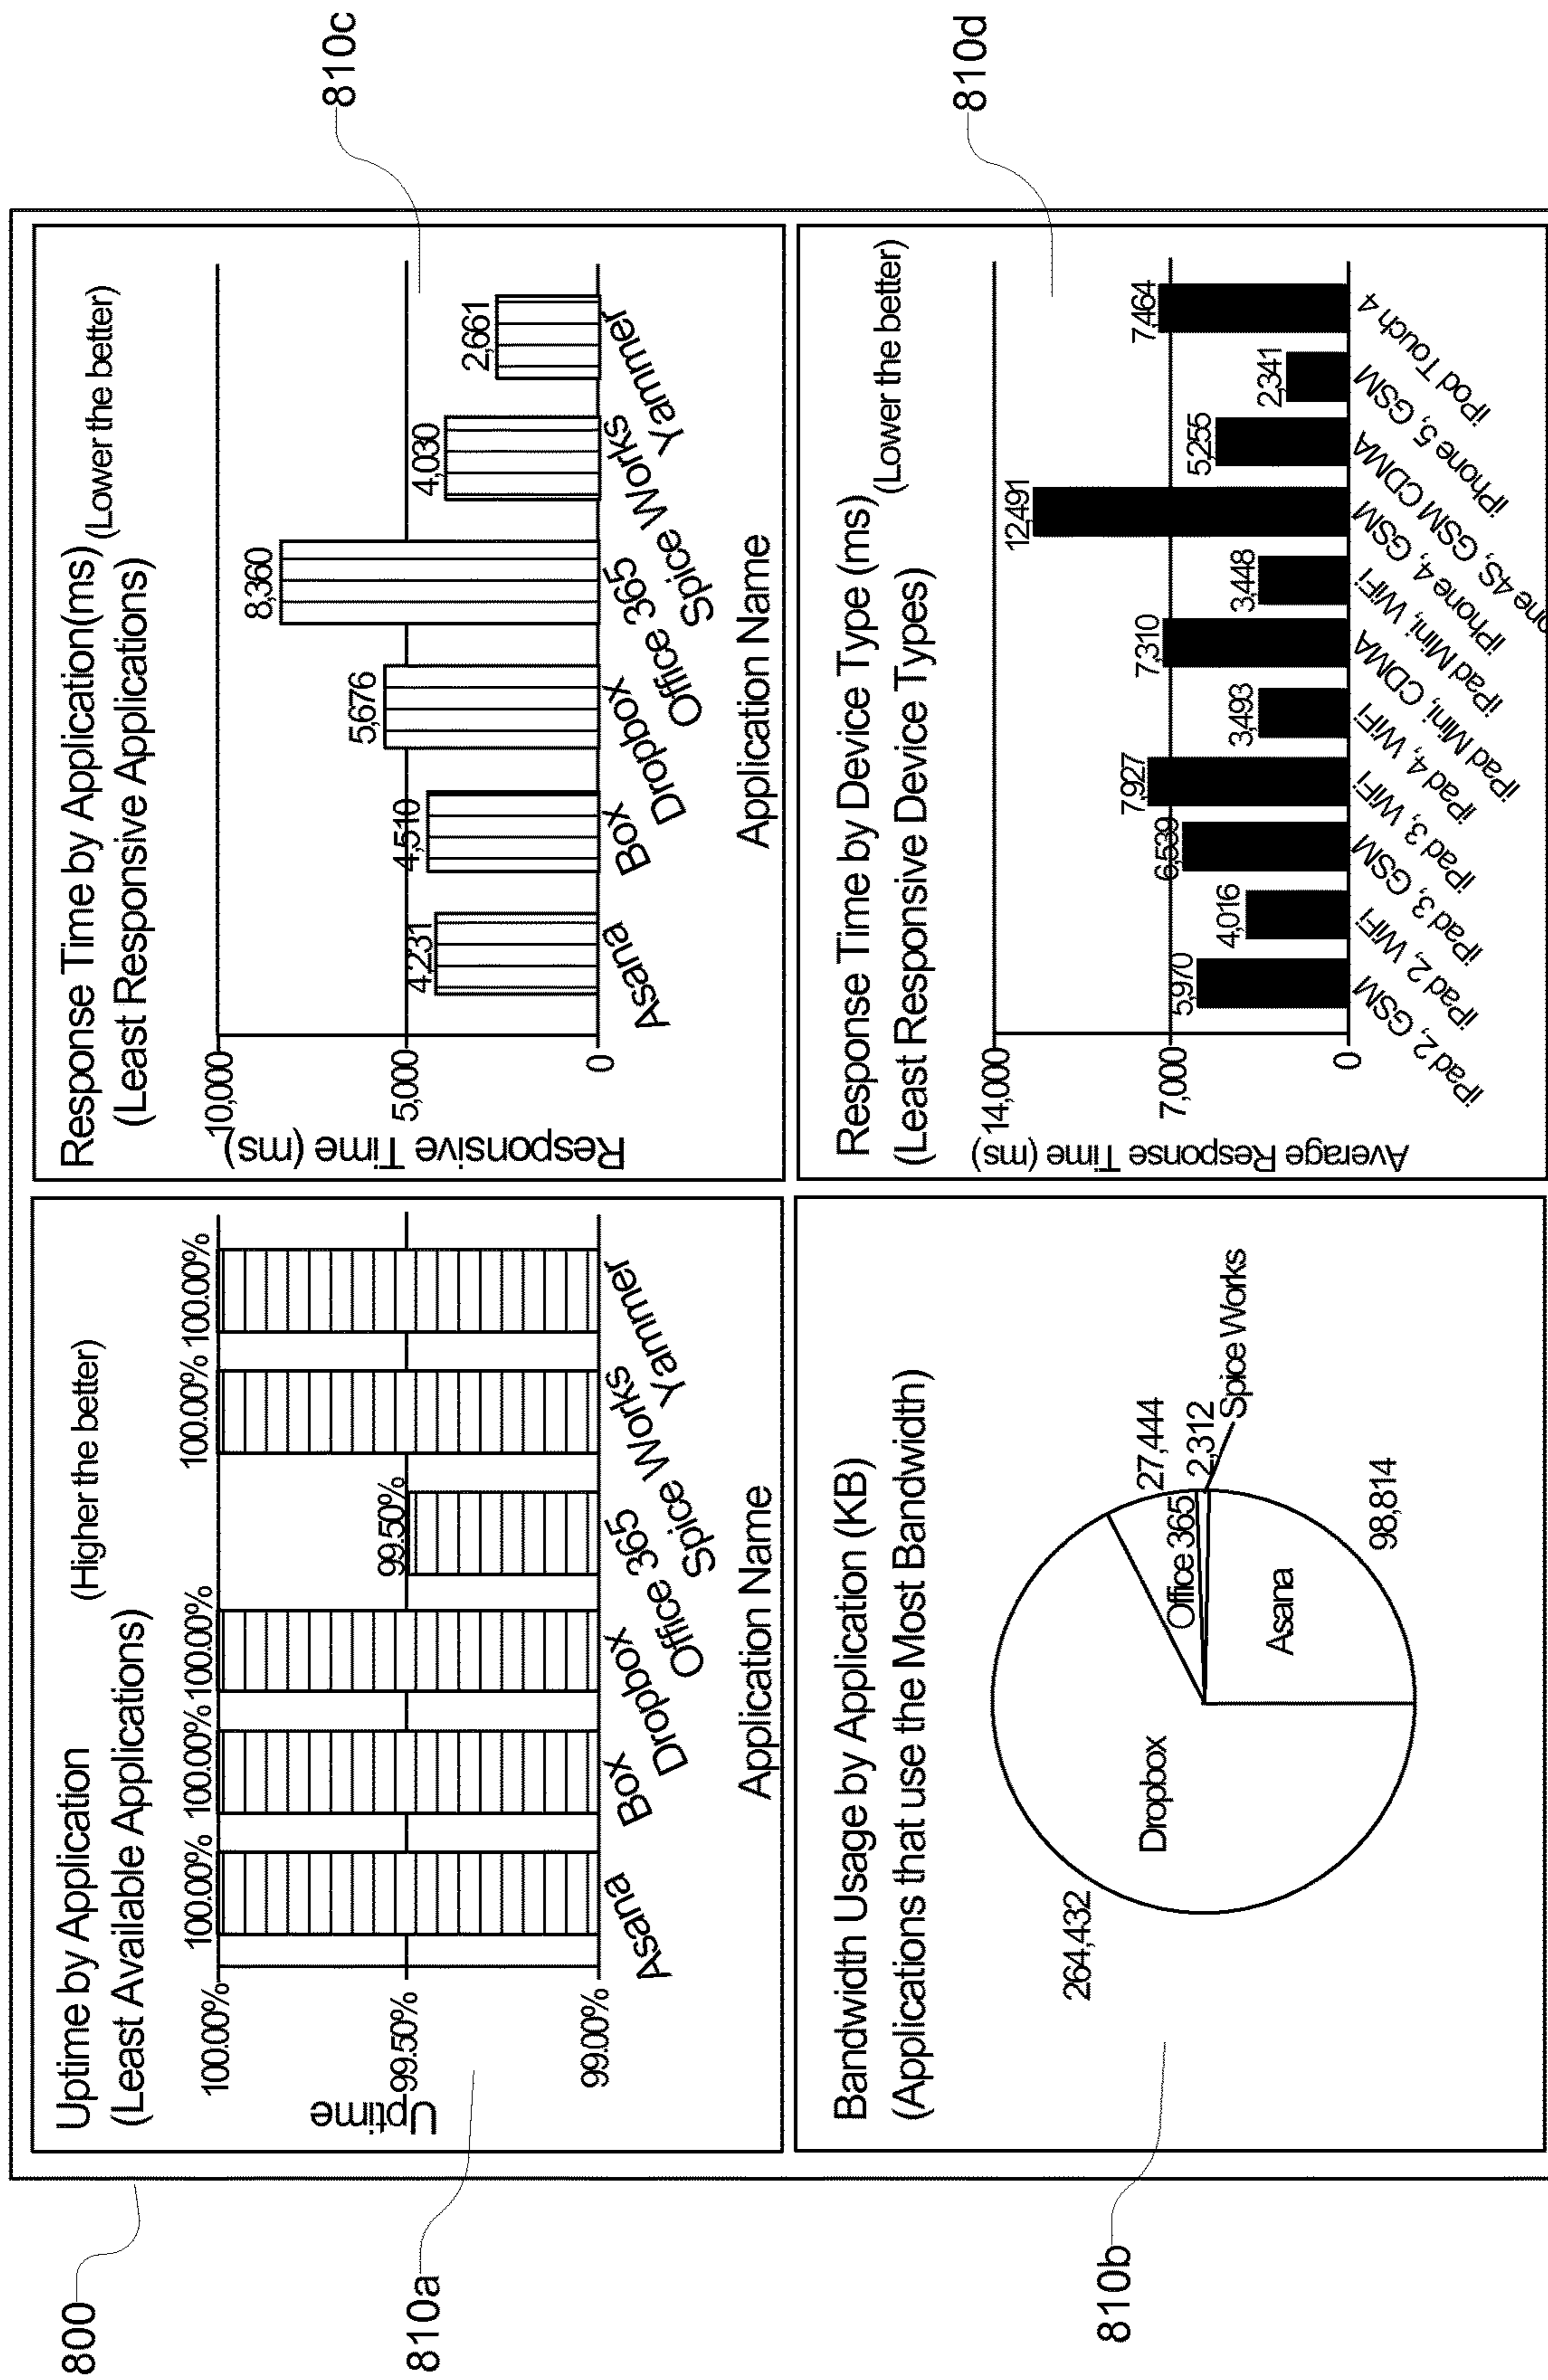 800
810a
Uptime by Application
(Least Available Applications)
(Higher the better)
Uptime
100.00%
99.50%
99.00%
100.00%
100.00%
100.00%
99.50%
100.00%
100.00%
Asana
Box
Dropbox
Office 365
Spice Works
Yammer
Application Name
810c
Response Time by Application(ms)
(Lower the better)
(Least Responsive Applications)
Responsive Time (ms)
10,000
5,000
0
4,231
4,510
5,676
8,360
4,030
2,661
Asana
Box
Dropbox
Office 365
Spice Works
Yammer
Application Name
810b
Bandwidth Usage by Application (KB)
(Applications that use the Most Bandwidth)
264,432
Dropbox
27,444
Office 365
2,312
Spice Works
Asana
98,814
810d
Response Time by Device Type (ms)
(Lower the better)
(Least Responsive Device Types)
Average Response Time (ms)
14,000
7,000
0
5,970
4,016
6,539
7,927
3,493
7,310
3,448
12,491
5,255
2,341
7,464
iPad 2, GSM
iPad 2, WiFi
iPad 3, GSM
iPad 3, WiFi
iPad 4, WiFi
iPad Mini, CDMA
iPad Mini, WiFi
iPhone 4, GSM
one 4S, GSM CDMA
iPhone 5, GSM
iPod Touch 4